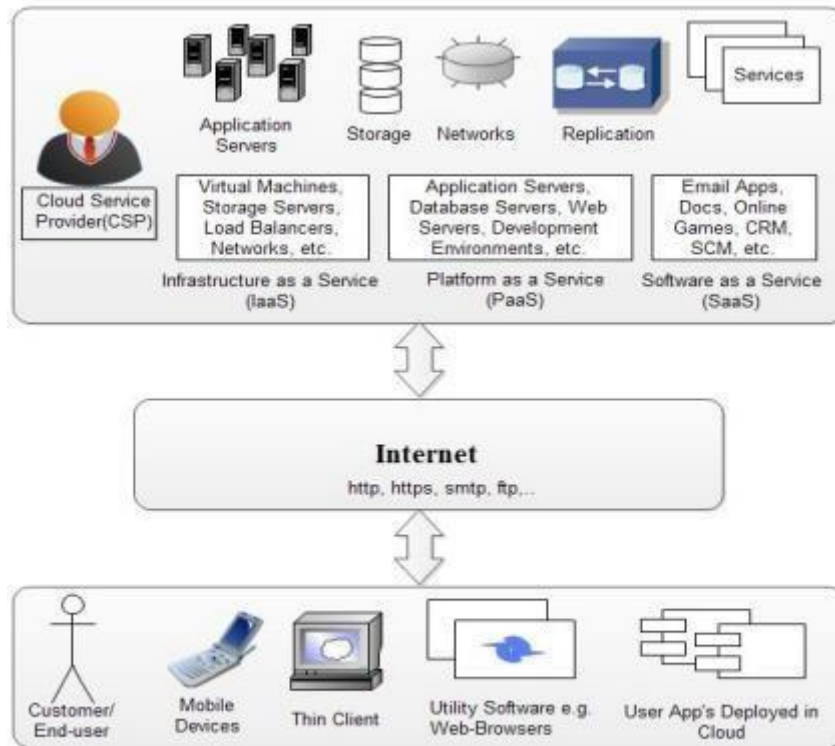 Application
Servers
Storage
Networks
Replication
Services
Cloud Service
Provider(CSP)
Virtual Machines,
Storage Servers,
Load Balancers,
Networks, etc.
Infrastructure as a Service
(IaaS)
Application Servers,
Database Servers, Web
Servers, Development
Environments, etc.
Platform as a Service
(PaaS)
Email Apps,
Docs, Online
Games, CRM,
SCM, etc.
Software as a Service
(SaaS)
Internet
http, https, smtp, ftp,..
Customer/
End-user
Mobile
Devices
Thin Client
Utility Software e.g.
Web-Browsers
User App's Deployed in
Cloud